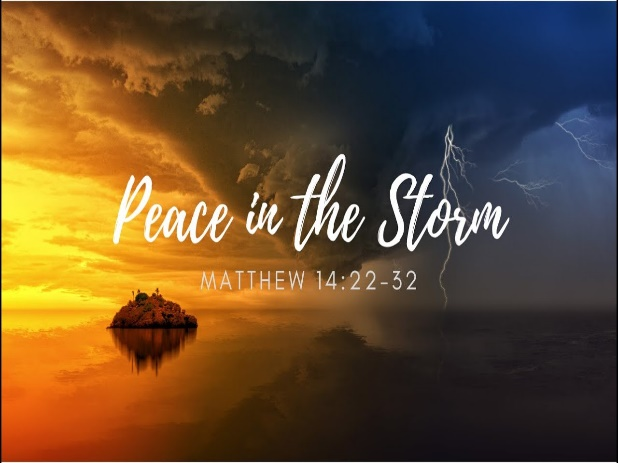 Peace in the Storm
MATTHEW 14:22-32